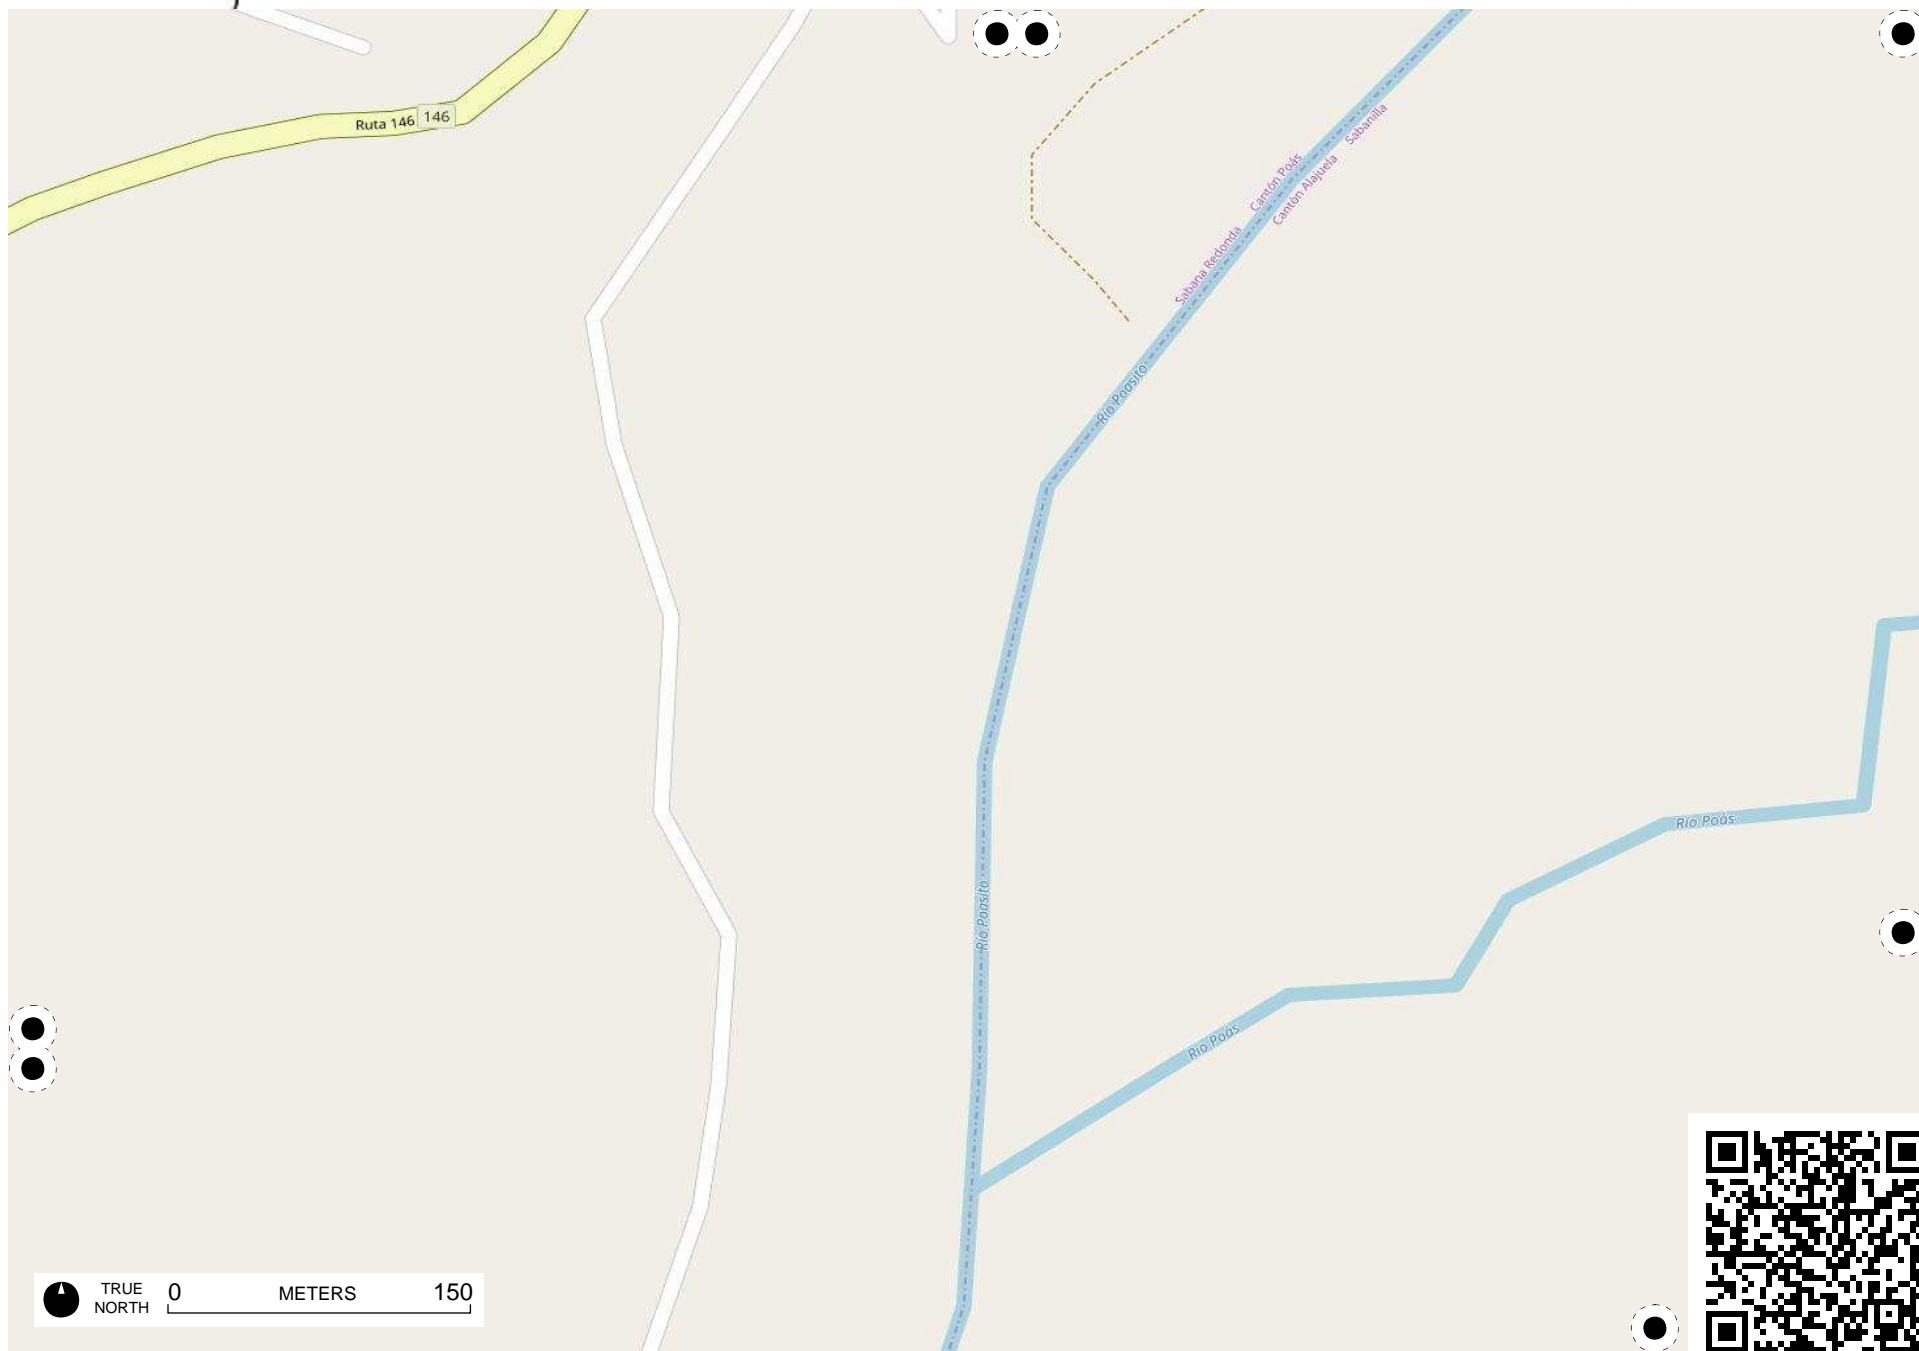 Ruta 146
146
Cantón Poás
Sabanilla
Cantón Alajuela
Sabana Redonda
Río Poasito
Río Poás
Río Poasito
Río Poás
TRUE NORTH
0 METERS 150